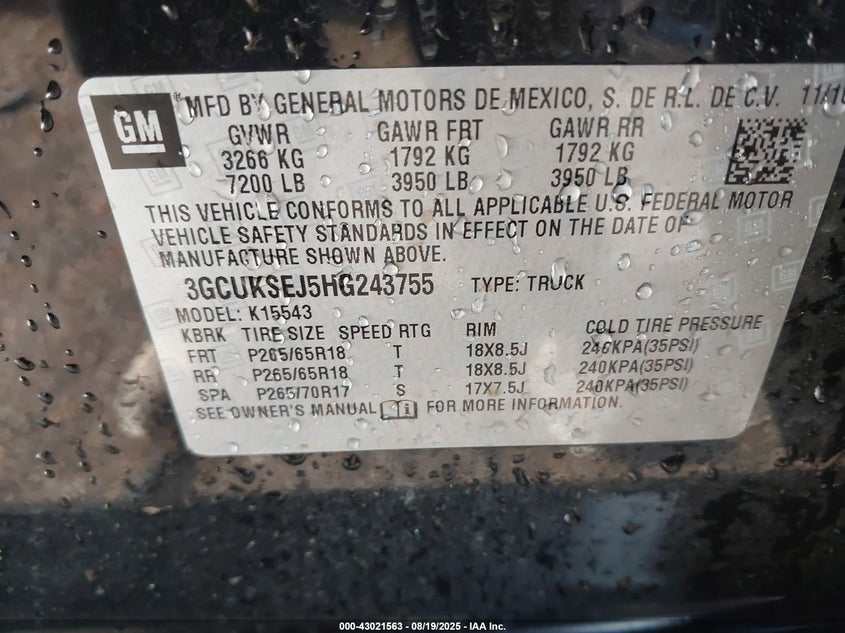 GM
MFD BY GENERAL MOTORS DE MEXICO, S. DE R.L. DE C.V. 11/16
GVWR GAWR FRT GAWR RR
3266 KG 1792 KG 1792 KG
7200 LB 3950 LB 3950 LB
THIS VEHICLE CONFORMS TO ALL APPLICABLE U.S. FEDERAL MOTOR
VEHICLE SAFETY STANDARDS IN EFFECT ON THE DATE OF
MANUFACTURE SHOWN ABOVE.
3GCUKSEJ5HG243755 TYPE: TRUCK
MODEL: K15543
KBRK TIRE SIZE SPEED RTG RIM COLD TIRE PRESSURE
FRT P265/65R18 T 18X8.5J 240KPA(35PSI)
RR P265/65R18 T 18X8.5J 240KPA(35PSI)
SPA P265/70R17 S 17X7.5J 240KPA(35PSI)
SEE OWNER'S MANUAL FOR MORE INFORMATION.
000-43021563 - 08/19/2025 - IAA Inc.